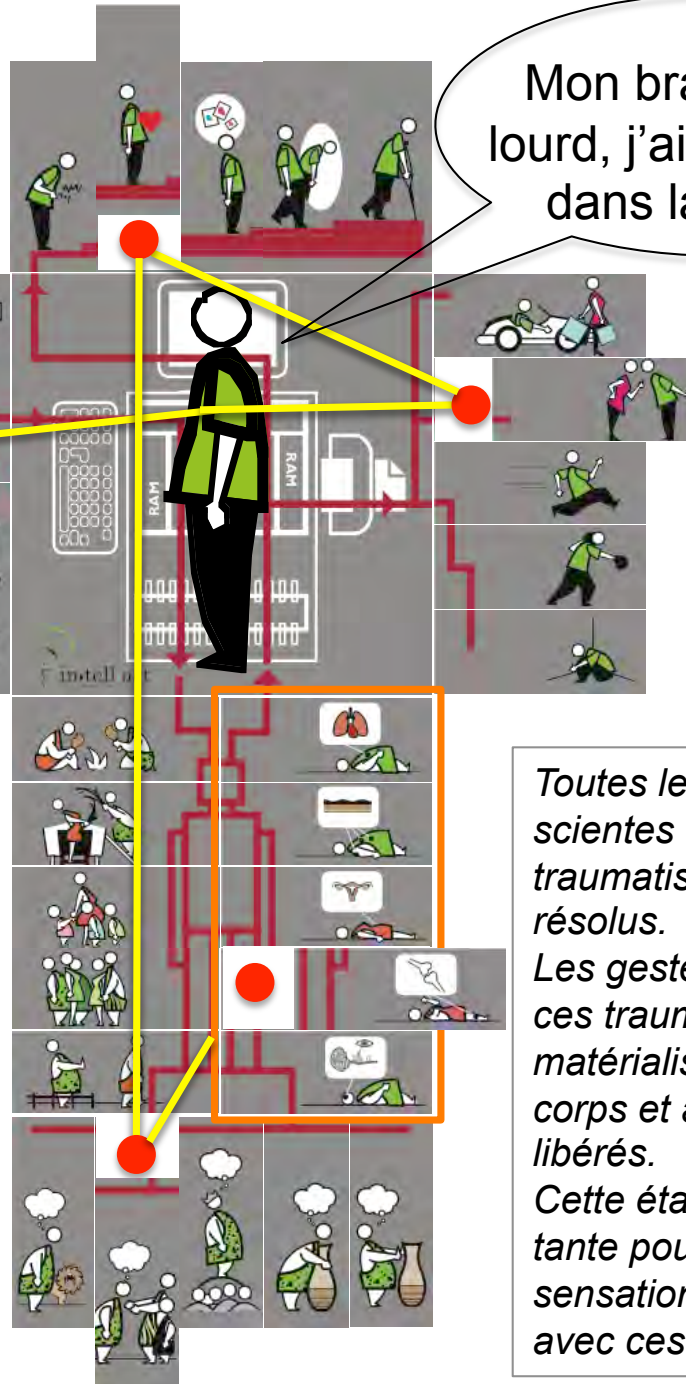 Mon bra
lourd, j'ai
dans la
RAM
RAM
intell
Toutes le
scientes
traumatis
résolus.
Les geste
ces traum
matérialis
corps et a
libérés.
Cette éta
tante pou
sensation
avec ces